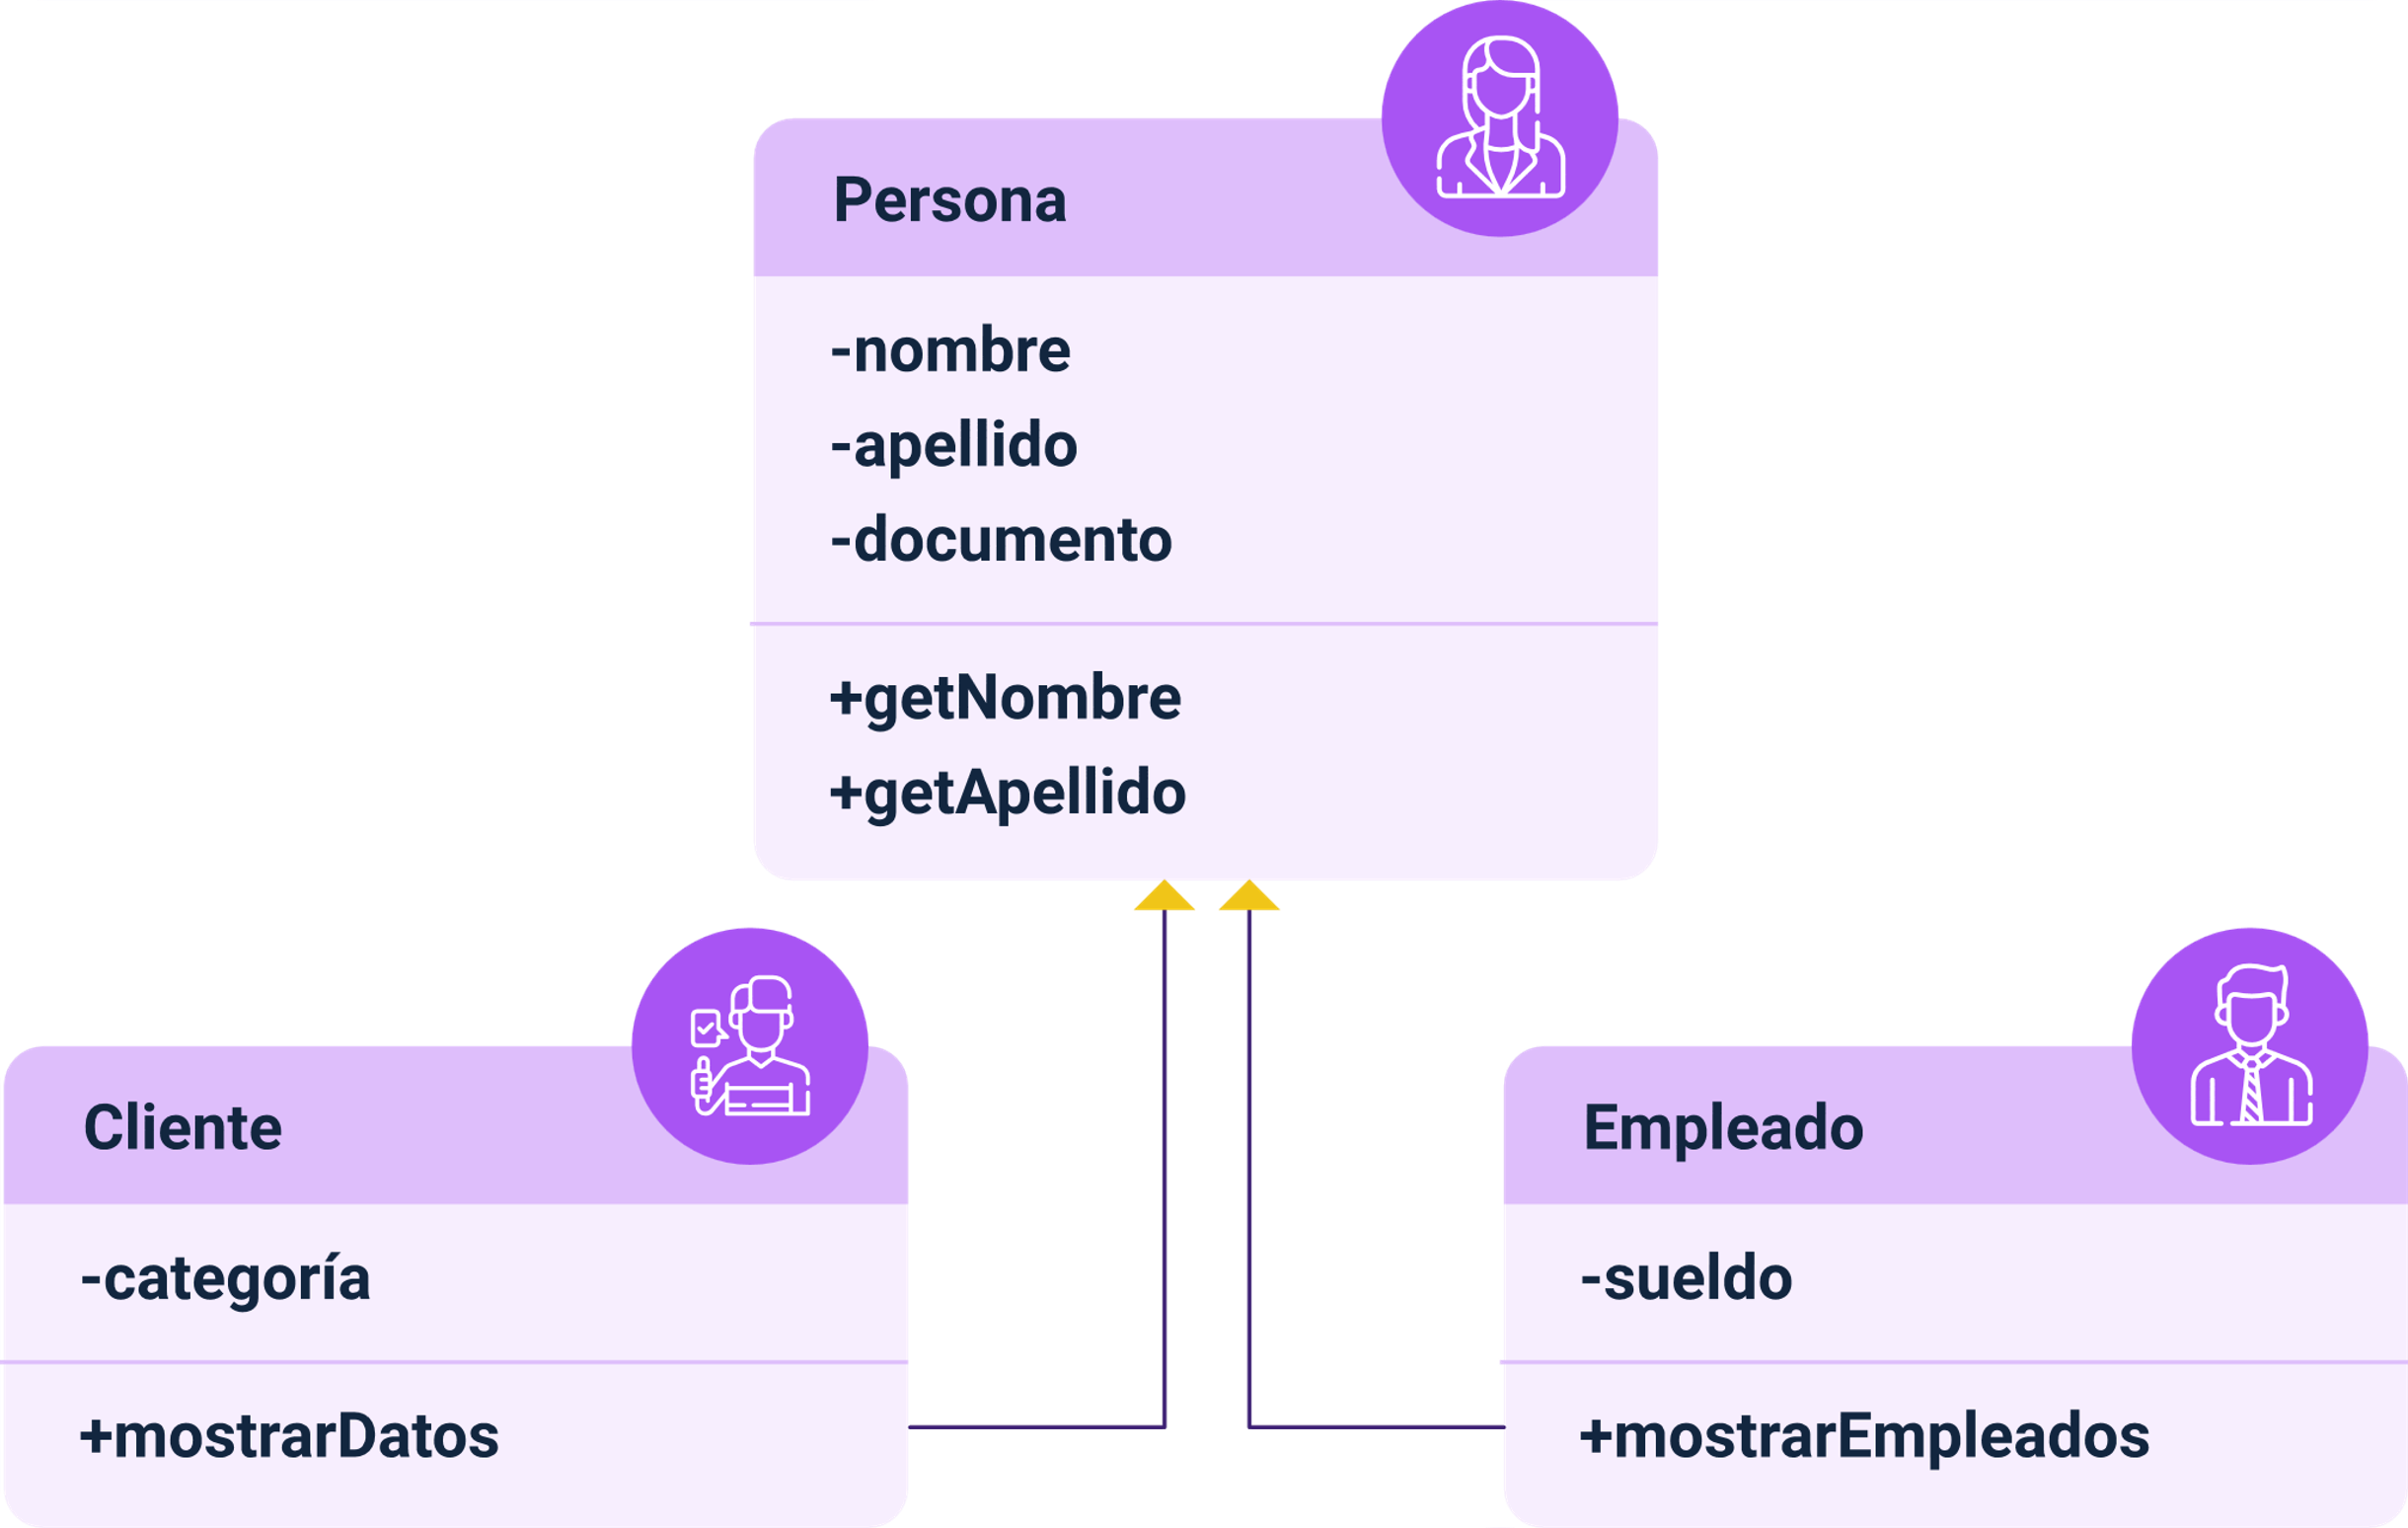 Persona
-nombre
-apellido
-documento
+getNombre
+getApellido
Cliente
-categoría
+mostrarDatos
Empleado
-sueldo
+mostrarEmpleados